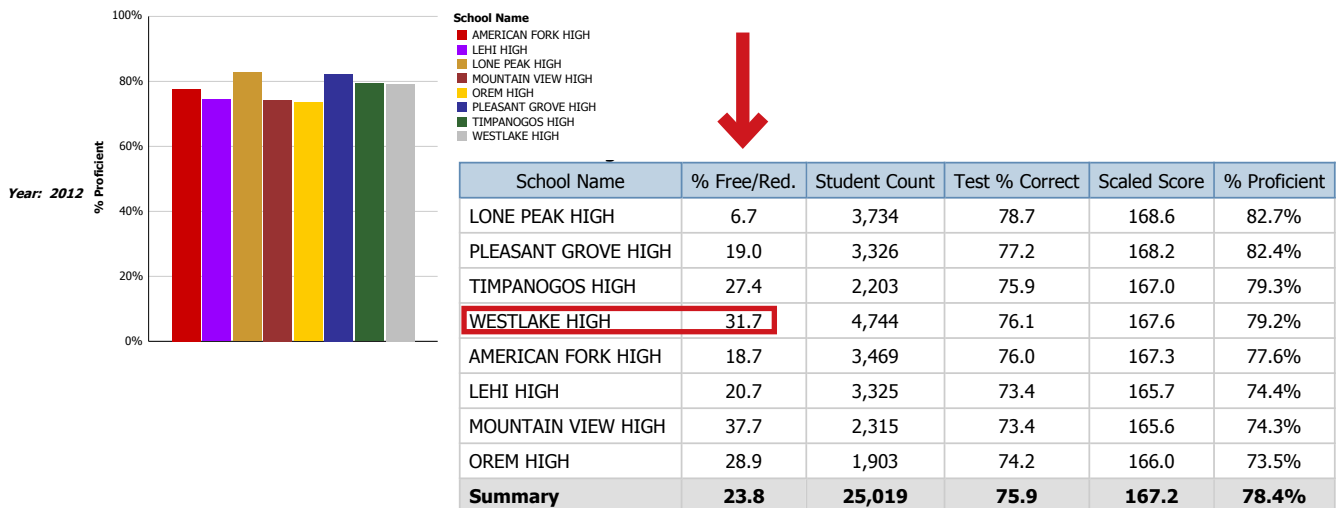 100%
80%
60%
40%
20%
0%
% Proficient
Year: 2012
School Name
AMERICAN FORK HIGH
LEHI HIGH
LONE PEAK HIGH
MOUNTAIN VIEW HIGH
OREM HIGH
PLEASANT GROVE HIGH
TIMPANOGOS HIGH
WESTLAKE HIGH
School Name % Free/Red. Student Count Test % Correct Scaled Score % Proficient
LONE PEAK HIGH 6.7 3,734 78.7 168.6 82.7%
PLEASANT GROVE HIGH 19.0 3,326 77.2 168.2 82.4%
TIMPANOGOS HIGH 27.4 2,203 75.9 167.0 79.3%
WESTLAKE HIGH 31.7 4,744 76.1 167.6 79.2%
AMERICAN FORK HIGH 18.7 3,469 76.0 167.3 77.6%
LEHI HIGH 20.7 3,325 73.4 165.7 74.4%
MOUNTAIN VIEW HIGH 37.7 2,315 73.4 165.6 74.3%
OREM HIGH 28.9 1,903 74.2 166.0 73.5%
Summary 23.8 25,019 75.9 167.2 78.4%